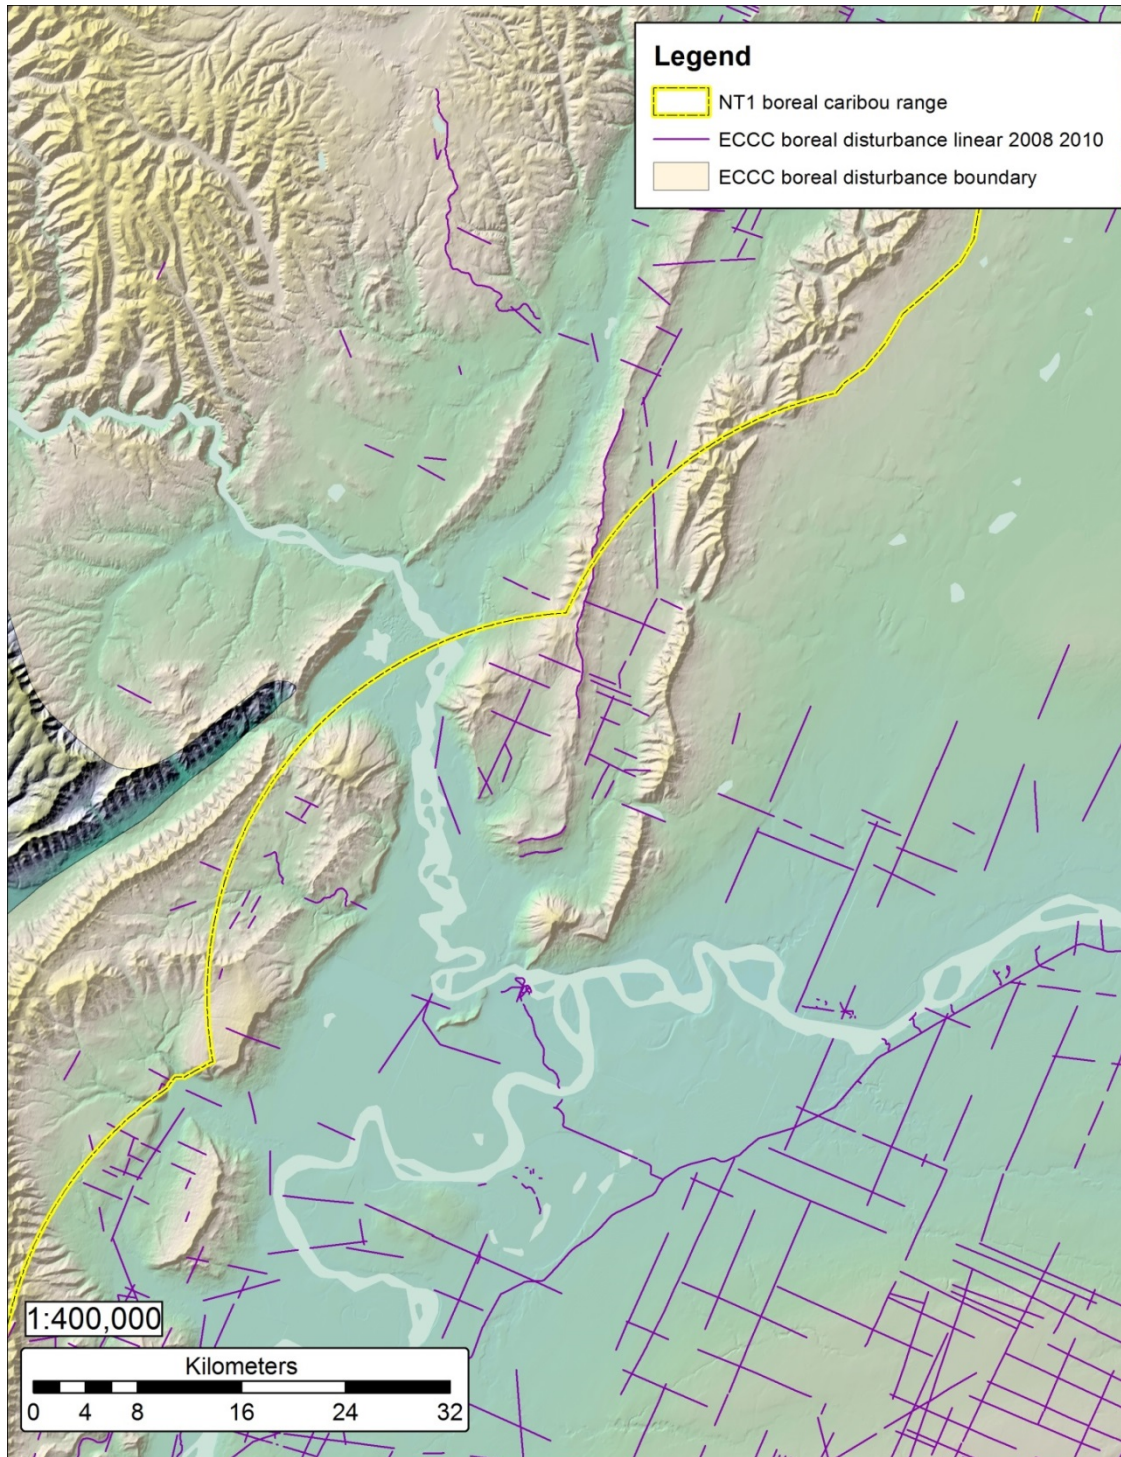 Legend
NT1 boreal caribou range
ECCC boreal disturbance linear 2008 2010
ECCC boreal disturbance boundary
1:400,000
Kilometers
0 4 8 16 24 32